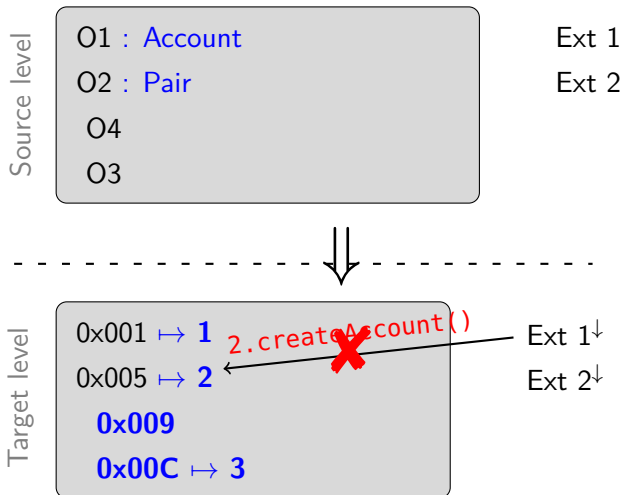 Source level
O1 : Account
Ext 1
O2 : Pair
Ext 2
O4
O3
Target level
0x001 ↦ 1
2.createAccount()
Ext 1↓
0x005 ↦ 2
Ext 2↓
0x009
0x00C ↦ 3